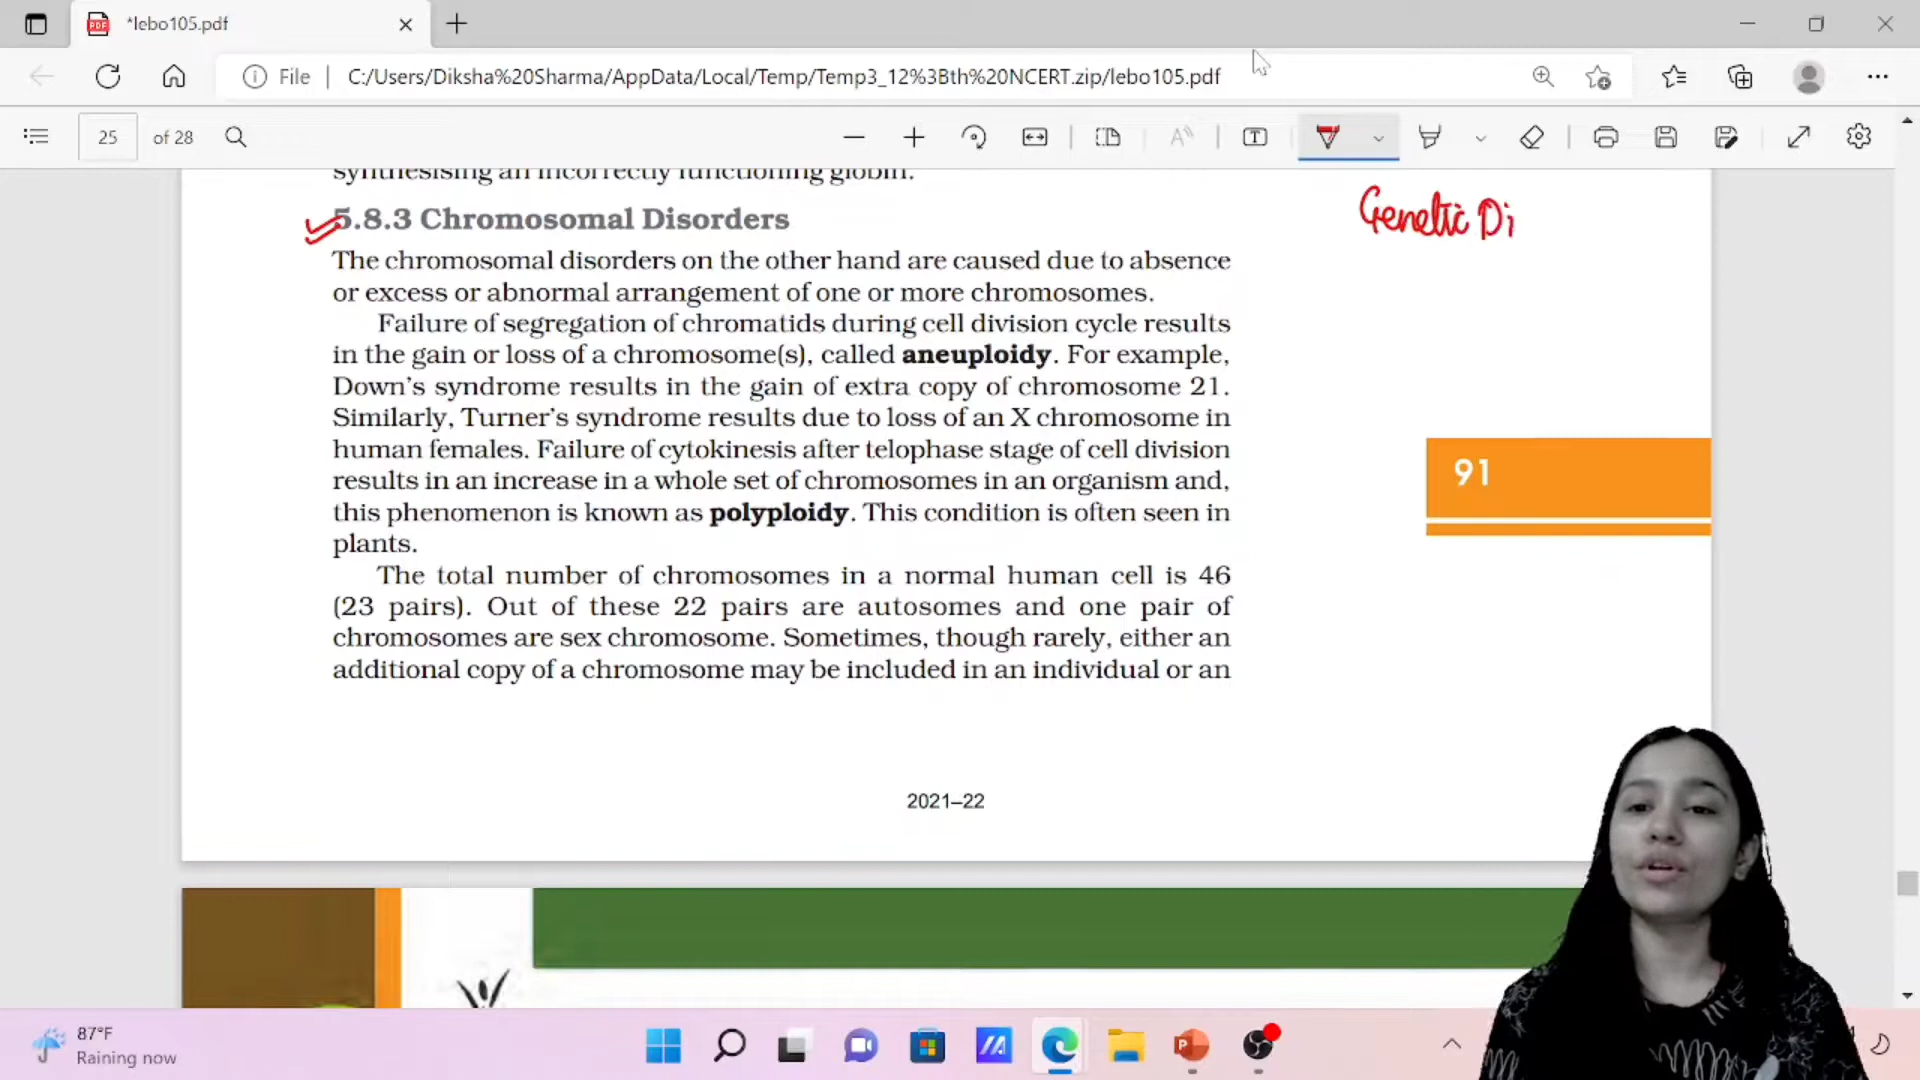 *lebo105.pdf
File
C:/Users/Diksha%20Sharma/AppData/Local/Temp/Temp3_12%3Bth%20NCERT.zip/lebo105.pdf
25 of 28
synthesising an incorrectly functioning globin.
5.8.3 Chromosomal Disorders
Genetic Di
The chromosomal disorders on the other hand are caused due to absence
or excess or abnormal arrangement of one or more chromosomes.
Failure of segregation of chromatids during cell division cycle results
in the gain or loss of a chromosome(s), called aneuploidy. For example,
Down's syndrome results in the gain of extra copy of chromosome 21.
Similarly, Turner's syndrome results due to loss of an X chromosome in
human females. Failure of cytokinesis after telophase stage of cell division
results in an increase in a whole set of chromosomes in an organism and,
this phenomenon is known as polyploidy. This condition is often seen in
plants.
91
The total number of chromosomes in a normal human cell is 46
(23 pairs). Out of these 22 pairs are autosomes and one pair of
chromosomes are sex chromosome. Sometimes, though rarely, either an
additional copy of a chromosome may be included in an individual or an
2021–22
87°F
Raining now